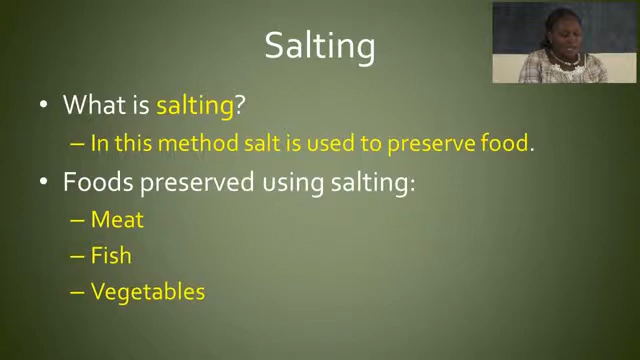 Salting
• What is salting?
– In this method salt is used to preserve food.
• Foods preserved using salting:
– Meat
– Fish
– Vegetables